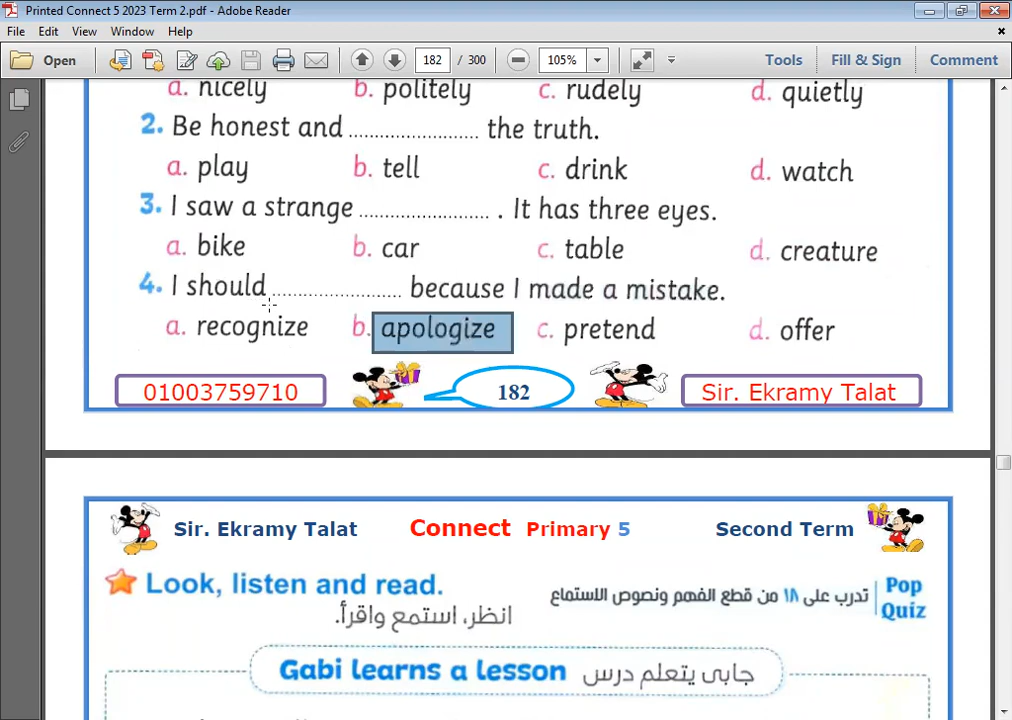 Printed Connect 5 2023 Term 2.pdf - Adobe Reader
File Edit View Window Help
Open 182 / 300 105% Tools Fill & Sign Comment
a. nicely b. politely c. rudely d. quietly
2. Be honest and ........................ the truth.
a. play b. tell c. drink d. watch
3. I saw a strange ........................ . It has three eyes.
a. bike b. car c. table d. creature
4. I should ........................ because I made a mistake.
a. recognize b. apologize c. pretend d. offer
01003759710 182 Sir. Ekramy Talat
Sir. Ekramy Talat Connect Primary 5 Second Term
Look, listen and read.
انظر، استمع واقرأ.
تدرب على ١٨ من قطع الفهم ونصوص الاستماع
Pop
Quiz
Gabi learns a lesson جابى يتعلم درس